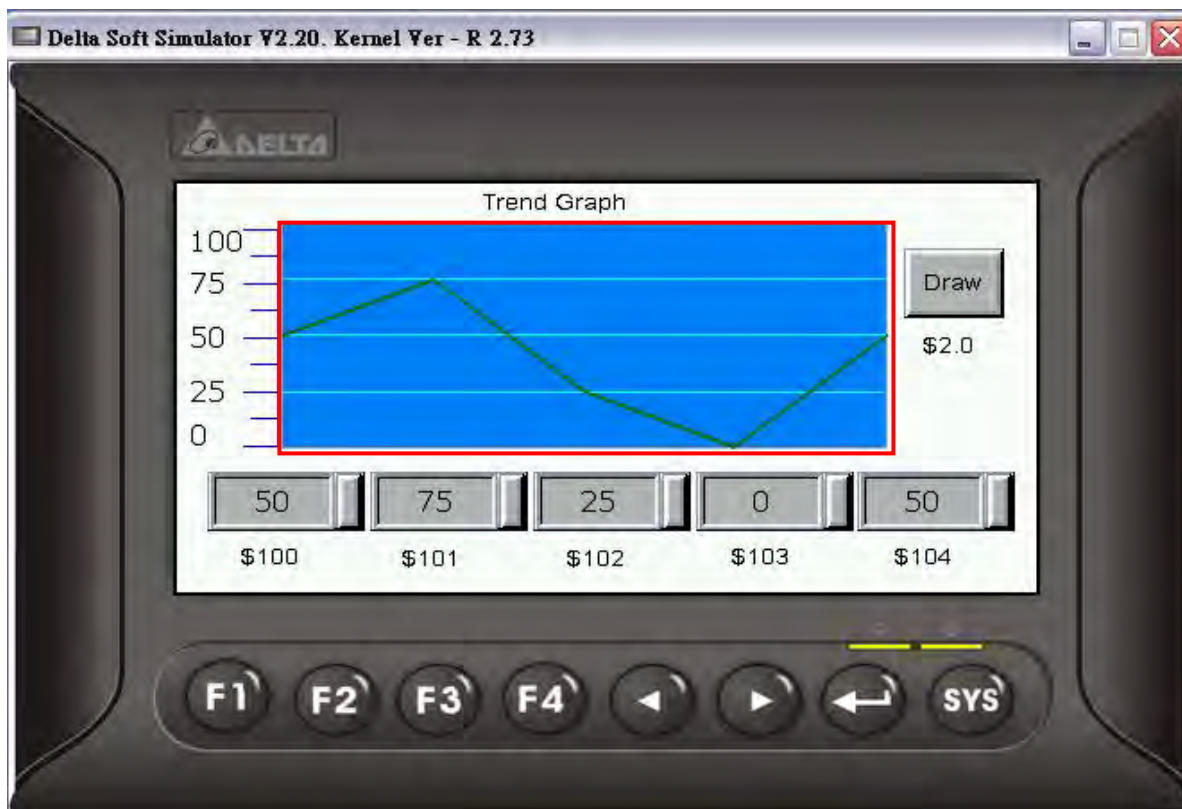 Delta Soft Simulator V2.20. Kernel Ver - R 2.73
DELTA
Trend Graph
100
75
50
25
0
Draw
$2.0
50 75 25 0 50
$100 $101 $102 $103 $104
F1 F2 F3 F4 SYS